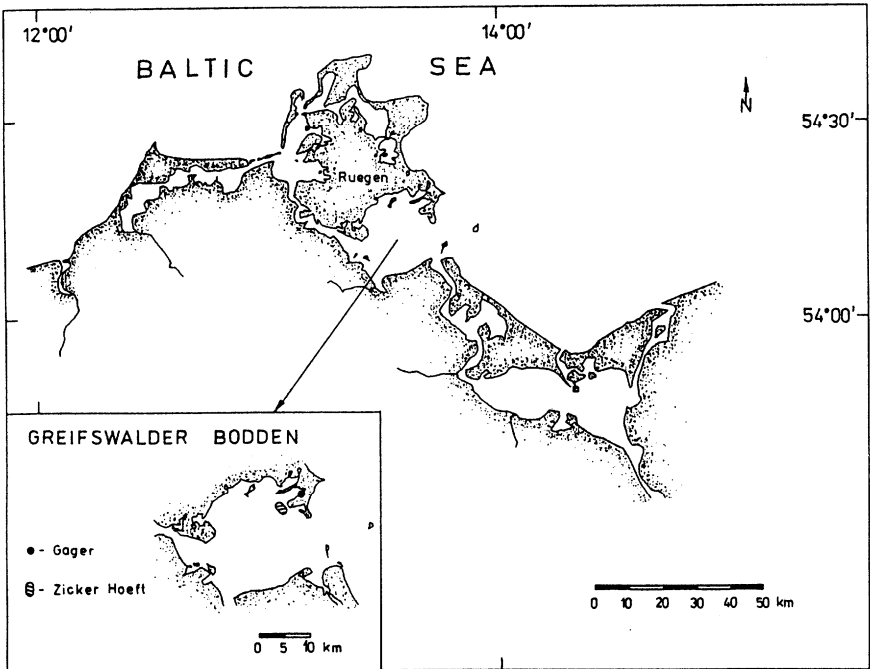 12°00'
14°00'
BALTIC SEA
N
54°30'
Ruegen
54°00'
GREIFSWALDER BODDEN
- Gager
- Zicker Hoeft
0 5 10 km
0 10 20 30 40 50 km